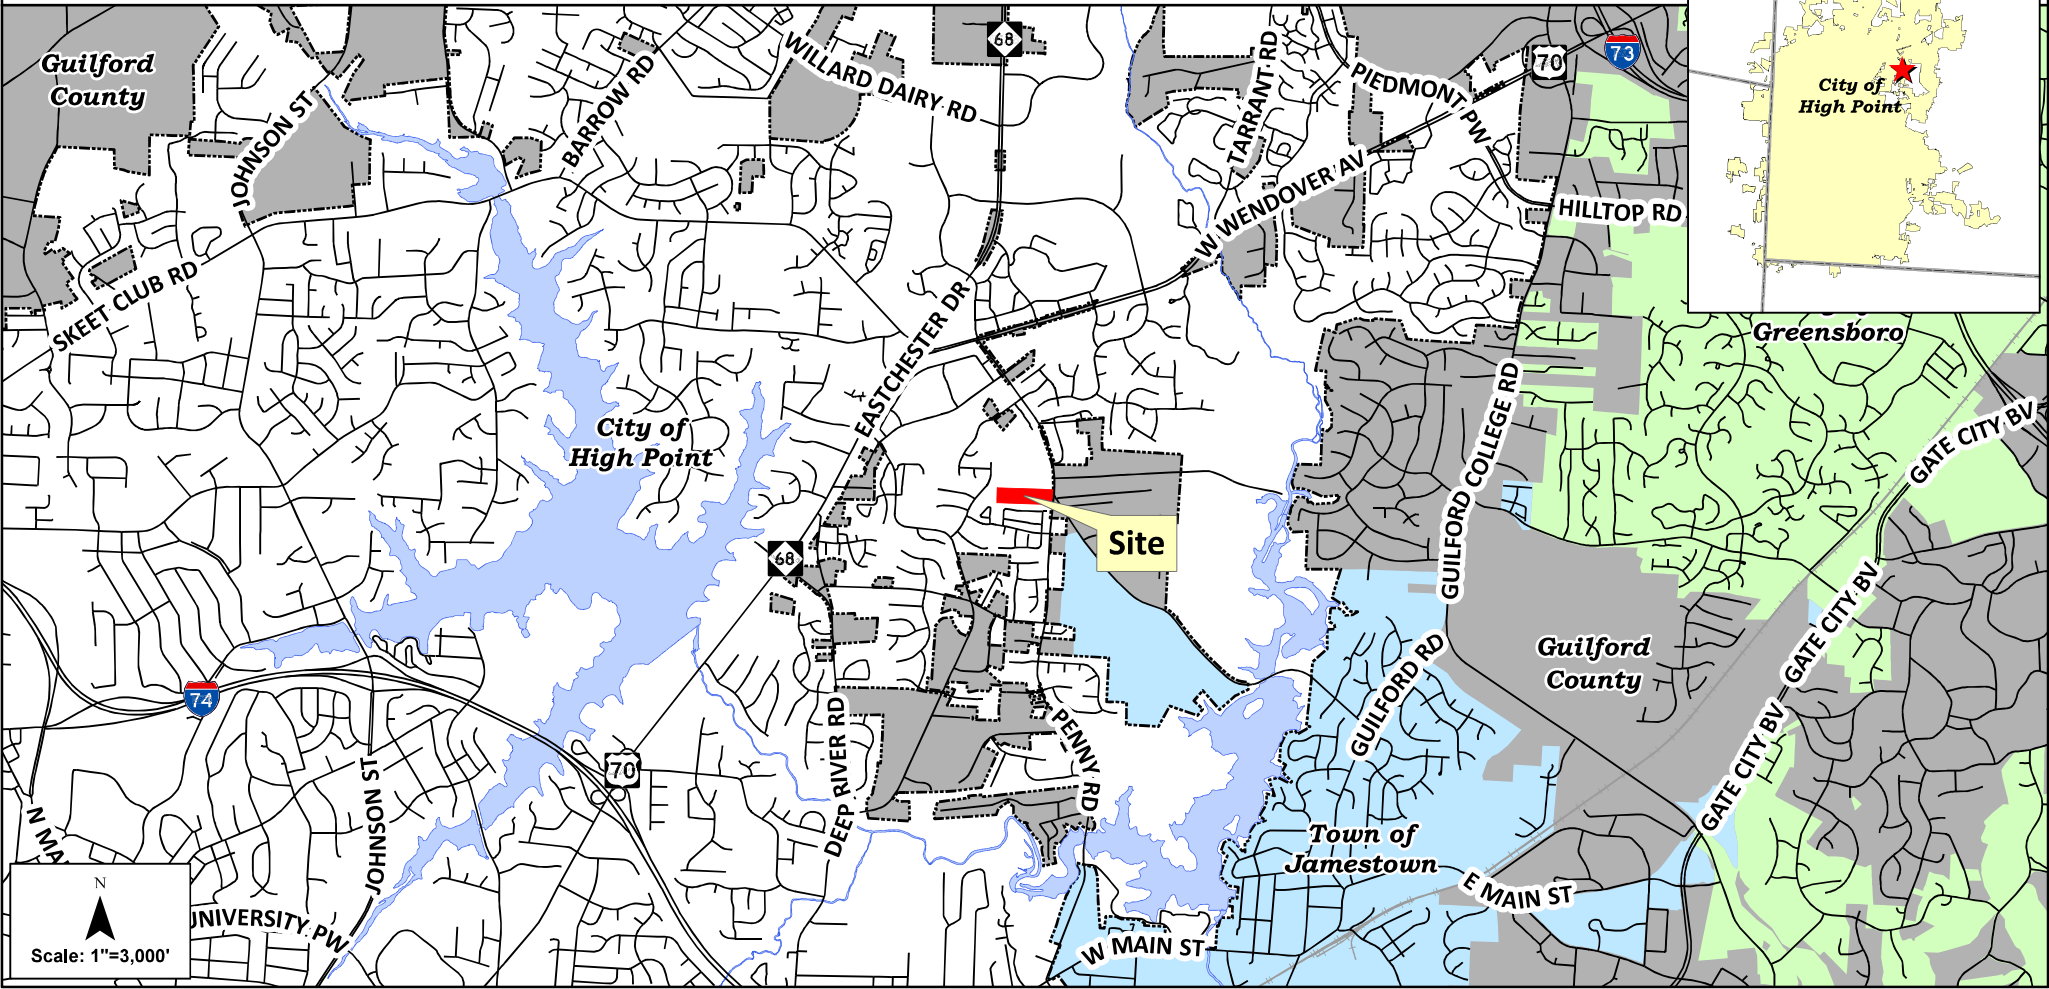 Guilford
County
JOHNSON ST
BARROW RD
WILLARD DAIRY RD
68
TARRANT RD
PIEDMONT PW
70
73
City of
High Point
HILLTOP RD
W WENDOVER AV
SKEET CLUB RD
EASTCHESTER DR
Greensboro
GUILFORD COLLEGE RD
GATE CITY BV
City of
High Point
Site
68
GATE CITY BV
Guilford
County
GUILFORD RD
74
DEEP RIVER RD
PENNY RD
GATE CITY BV
70
JOHNSON ST
N MA
Town of
Jamestown
E MAIN ST
JOHNSON ST
UNIVERSITY PW
W MAIN ST
N
Scale: 1"=3,000'